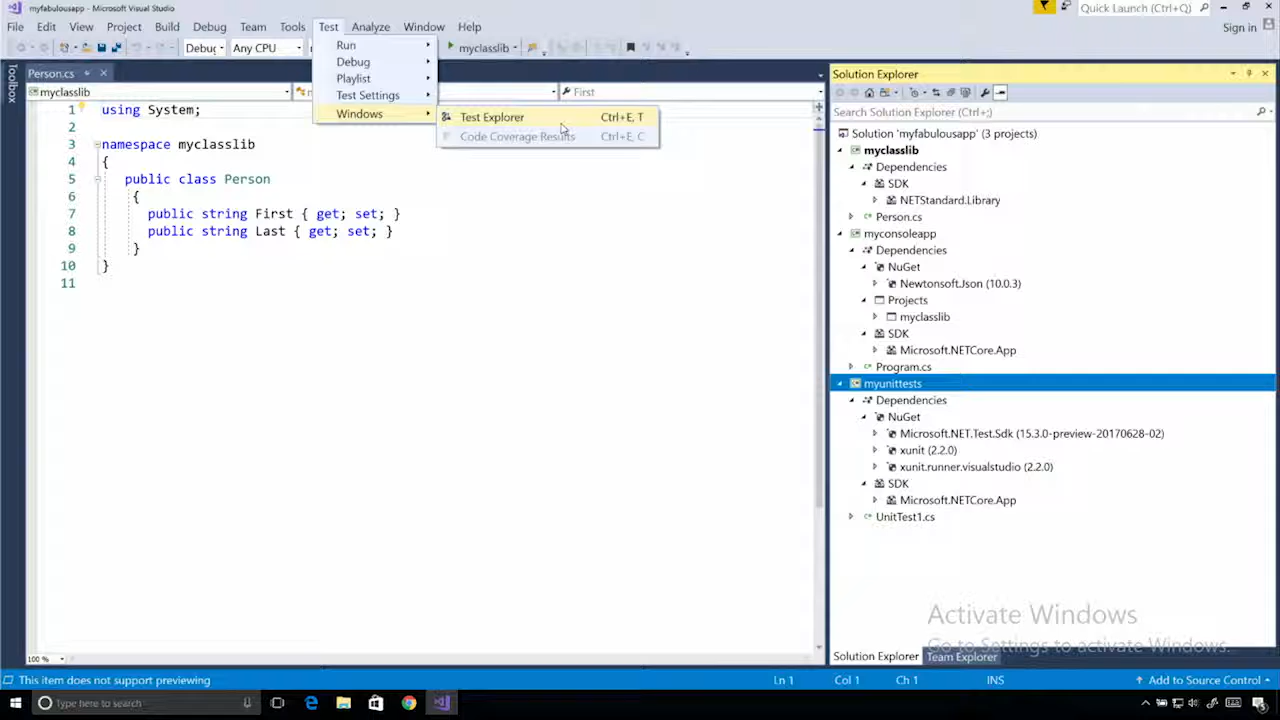 myfabulousapp - Microsoft Visual Studio
Quick Launch (Ctrl+Q)
File Edit View Project Build Debug Team Tools Test Analyze Window Help
Sign in
Debug Any CPU
myclasslib
Run
Debug
Playlist
Test Settings
Windows
Test Explorer Ctrl+E, T
Code Coverage Results Ctrl+E, C
Toolbox
Person.cs
myclasslib
First
1 using System;
2
3 namespace myclasslib
4 {
5 public class Person
6 {
7 public string First { get; set; }
8 public string Last { get; set; }
9 }
10 }
11
100 %
Solution Explorer
Search Solution Explorer (Ctrl+;)
Solution 'myfabulousapp' (3 projects)
myclasslib
Dependencies
SDK
NETStandard.Library
Person.cs
myconsoleapp
Dependencies
NuGet
Newtonsoft.Json (10.0.3)
Projects
myclasslib
SDK
Microsoft.NETCore.App
Program.cs
myunittests
Dependencies
NuGet
Microsoft.NET.Test.Sdk (15.3.0-preview-20170628-02)
xunit (2.2.0)
xunit.runner.visualstudio (2.2.0)
SDK
Microsoft.NETCore.App
UnitTest1.cs
Activate Windows
Go to Settings to activate Windows.
Solution Explorer Team Explorer
This item does not support previewing
Ln 1 Col 1 Ch 1 INS
Add to Source Control
Type here to search